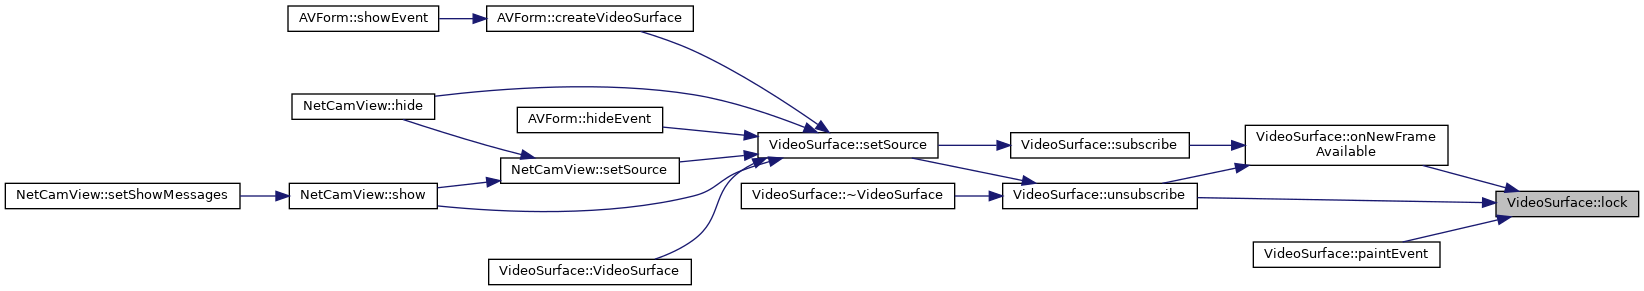 AVForm::showEvent
AVForm::createVideoSurface
NetCamView::hide
AVForm::hideEvent
VideoSurface::setSource
VideoSurface::subscribe
VideoSurface::onNewFrame
Available
NetCamView::setSource
NetCamView::setShowMessages
NetCamView::show
VideoSurface::~VideoSurface
VideoSurface::unsubscribe
VideoSurface::lock
VideoSurface::paintEvent
VideoSurface::VideoSurface